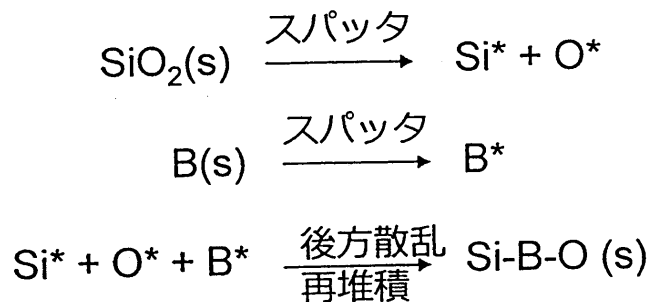 SiO₂(s) スパッタ → Si* + O*
B(s) スパッタ → B*
Si* + O* + B* 後方散乱 再堆積 → Si-B-O (s)